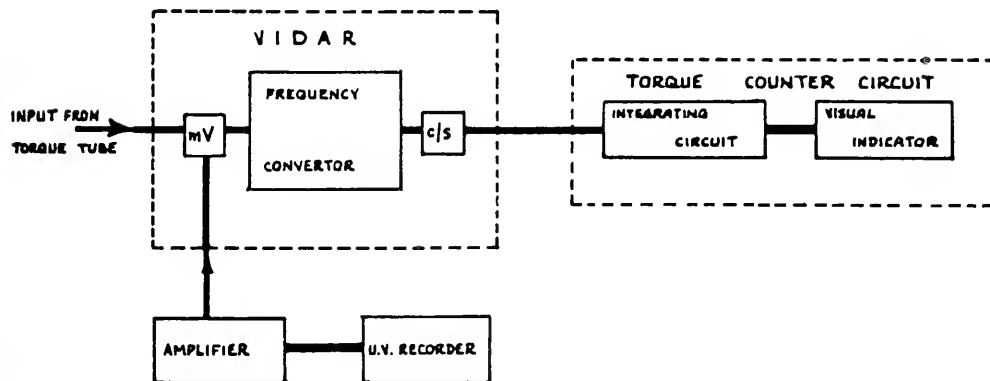 VIDAR
TORQUE COUNTER CIRCUIT
INPUT FROM
TORQUE TUBE
mV
FREQUENCY
CONVERTOR
c/s
INTEGRATING
CIRCUIT
VISUAL
INDICATOR
AMPLIFIER
U.V. RECORDER